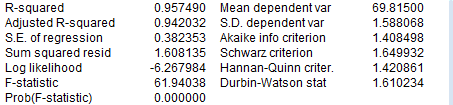 R-squared 0.957490 Mean dependent var 69.81500
Adjusted R-squared 0.942032 S.D. dependent var 1.588068
S.E. of regression 0.382353 Akaike info criterion 1.408498
Sum squared resid 1.608135 Schwarz criterion 1.649932
Log likelihood -6.267984 Hannan-Quinn criter. 1.420861
F-statistic 61.94038 Durbin-Watson stat 1.610234
Prob(F-statistic) 0.000000